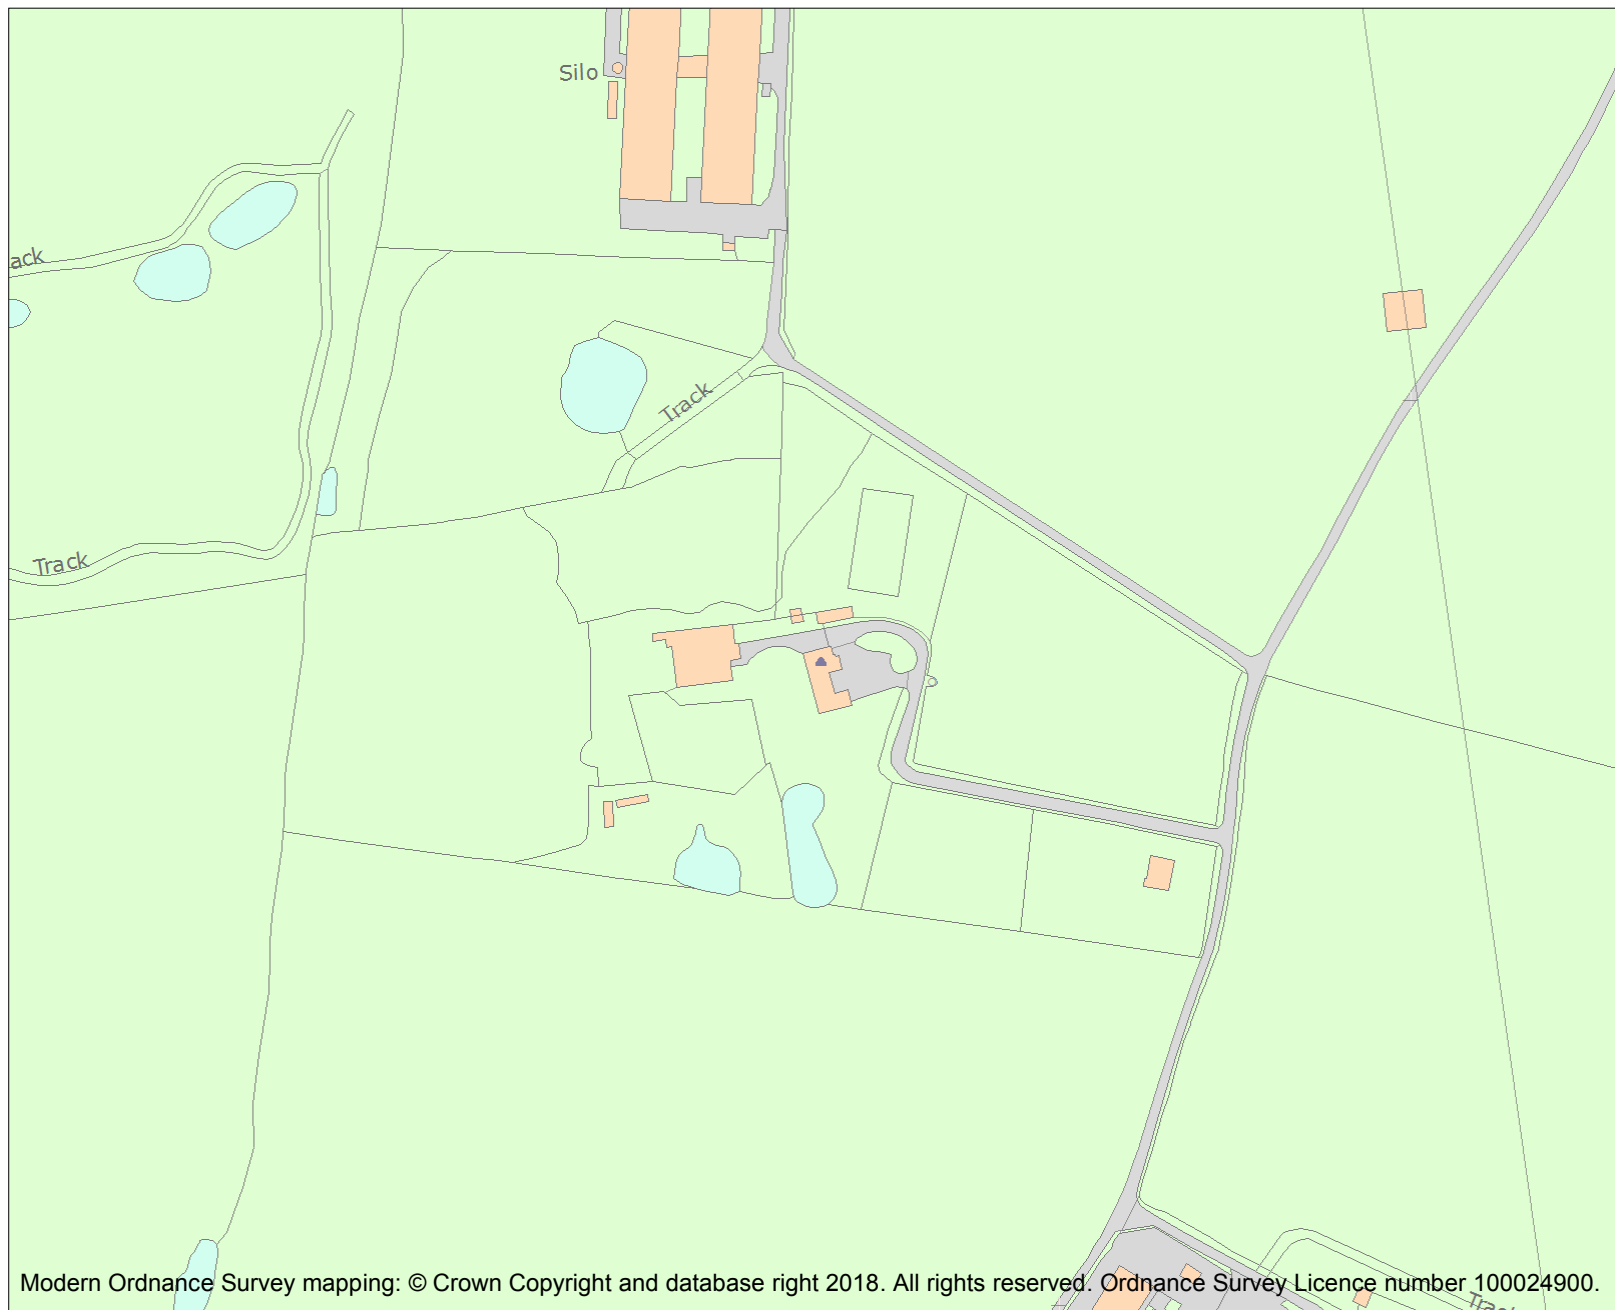 Silo
ack
Track
Track
Modern Ordnance Survey mapping: © Crown Copyright and database right 2018. All rights reserved. Ordnance Survey Licence number 100024900.
Track